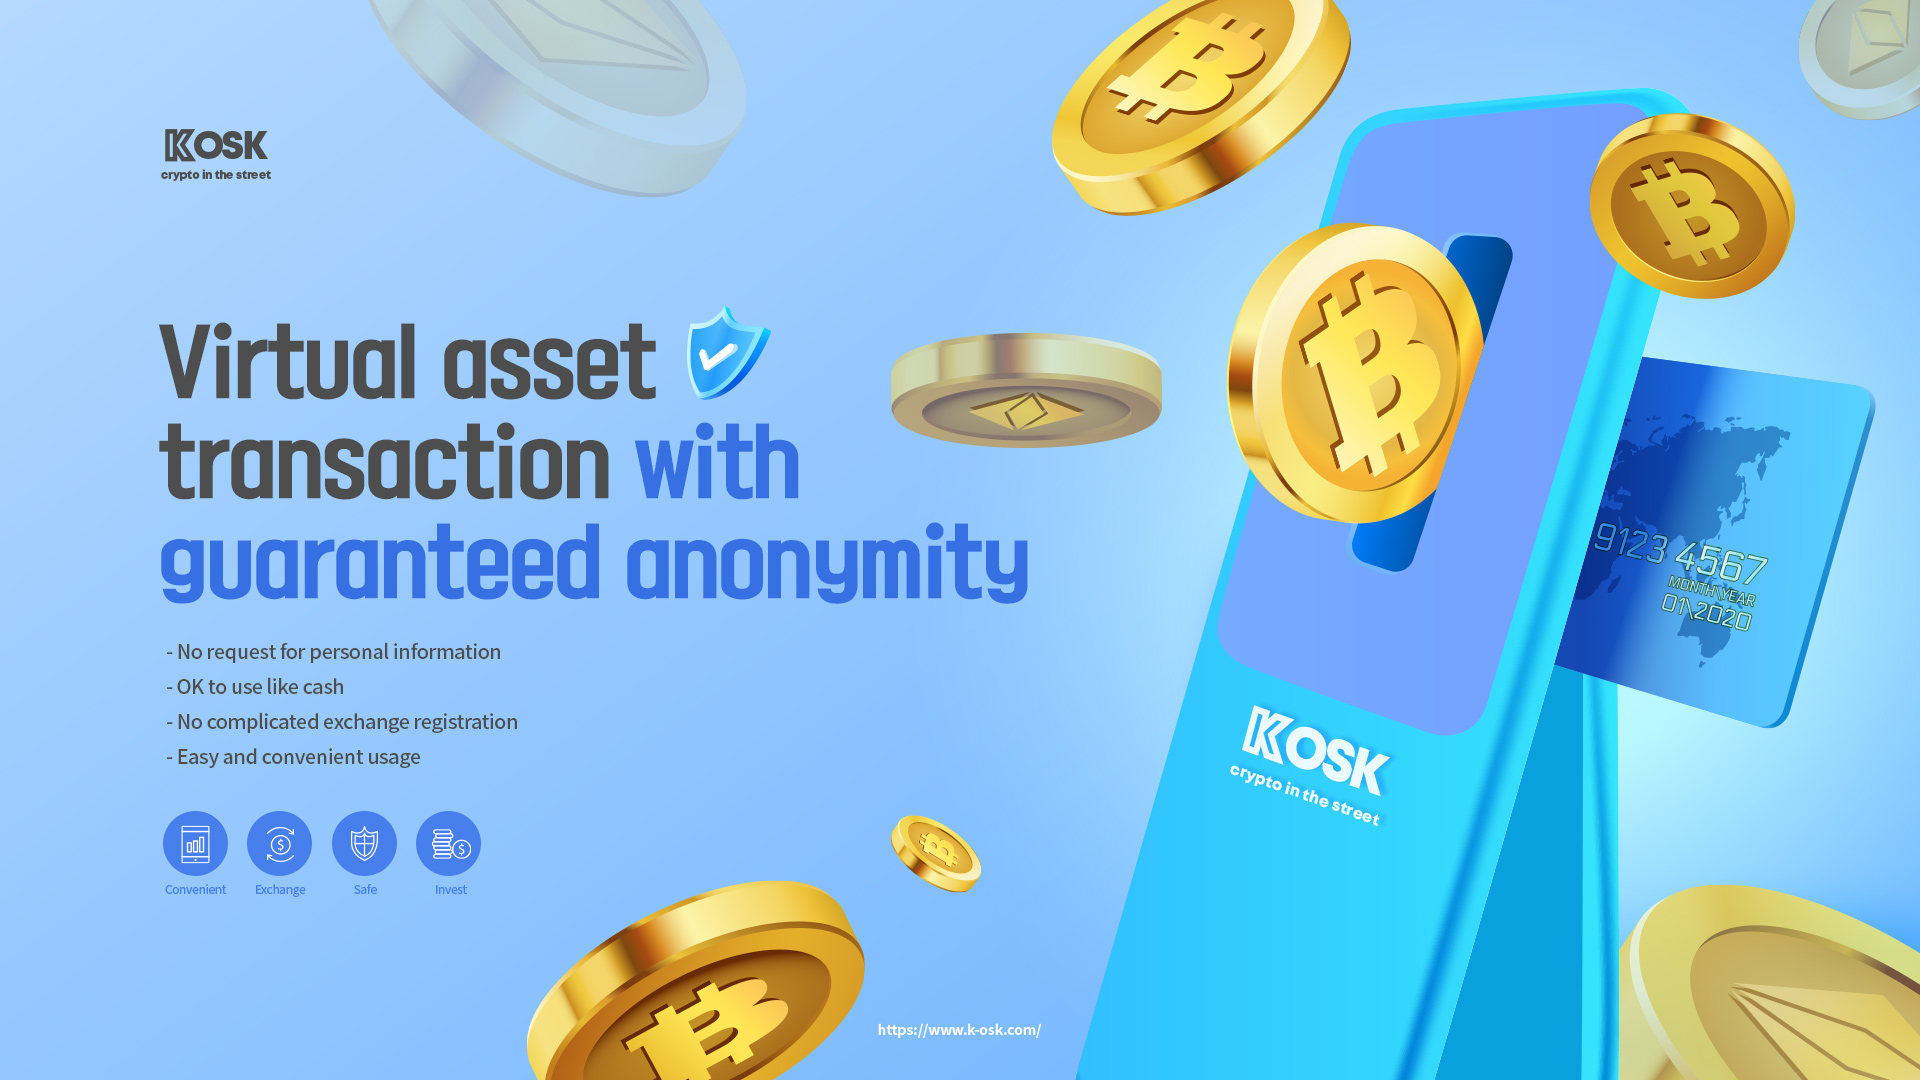 KOSK
crypto in the street
Virtual asset
transaction with
guaranteed anonymity
- No request for personal information
- OK to use like cash
- No complicated exchange registration
- Easy and convenient usage
Convenient
Exchange
Safe
Invest
9123 4567
MONTH\YEAR
01\2020
KOSK
crypto in the street
https://www.k-osk.com/